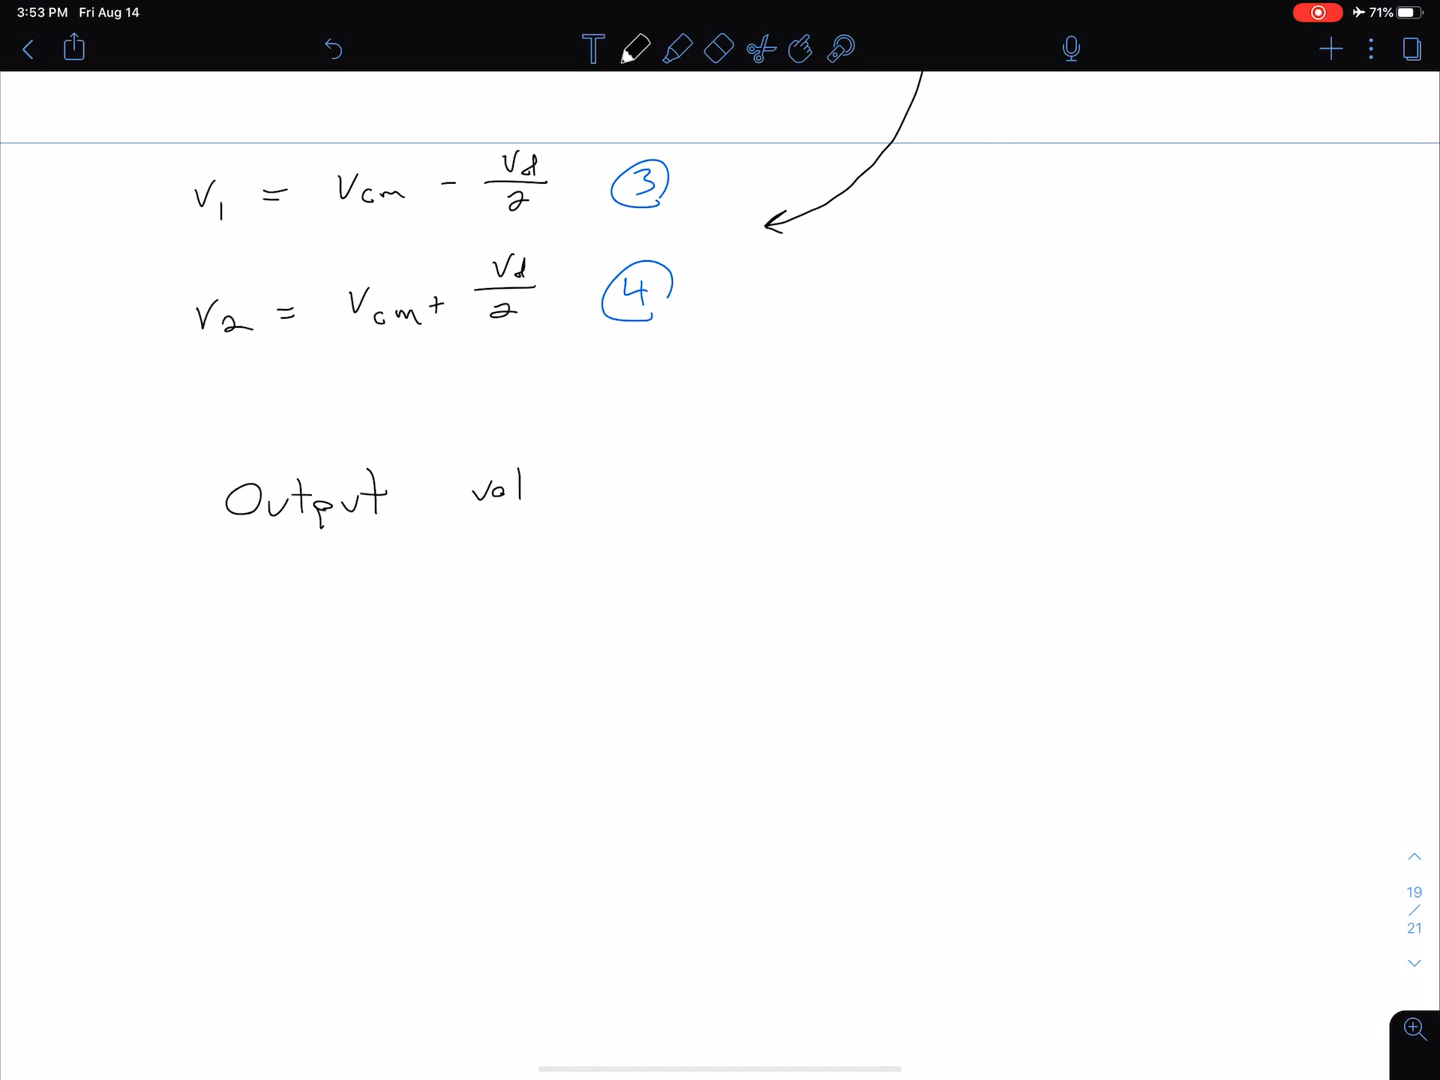 3:53 PM Fri Aug 14 71%
V₁ = Vcm - Vd/2 3
V₂ = Vcm + Vd/2 4
Output vol
19
/
21